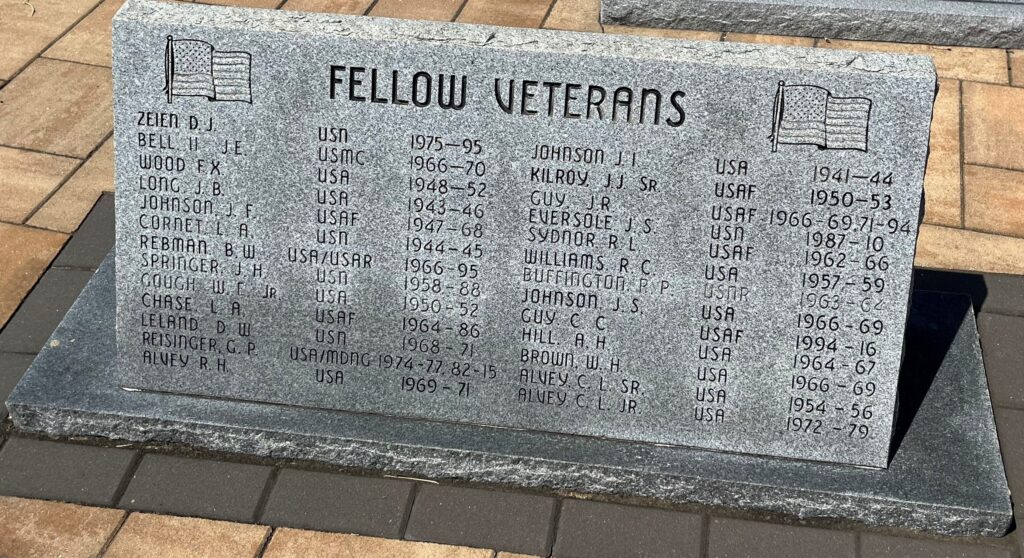 FELLOW VETERANS
ZEIEN D. J. USN 1975-95
BELL II J.E. USMC 1966-70
WOOD F.X. USA 1948-52
LONG, J. B. USA 1943-46
JOHNSON, J. F. USAF 1947-68
CORNET, L. A. USN 1944-45
REBMAN, B. W. USA/USAR 1966-95
SPRINGER, J. H. USN 1958-88
GOUGH W. E. JR. USA 1950-52
CHASE, L. A. USAF 1964-86
LELAND, D. W. USN 1968-71
REISINGER, G. P. USA/MDNG 1974-77, 82-15
ALVEY R. H. USA 1969-71
JOHNSON J. I. USA 1941-44
KILROY, J.J. SR. USAF 1950-53
GUY, J.R. USAF 1966-69,71-94
EVERSOLE, J. S. USN 1987-10
SYDNOR R. L. USAF 1962-66
WILLIAMS, R. C. USA 1957-59
BUFFINGTON, R. P. USNR 1963-64
JOHNSON, J. S. USA 1966-69
GUY C. C. USAF 1994-16
HILL, A. H. USA 1964-67
BROWN, W. H. USA 1966-69
ALVEY C. L. SR. USA 1954-56
ALVEY, C. L. JR. USA 1972-79